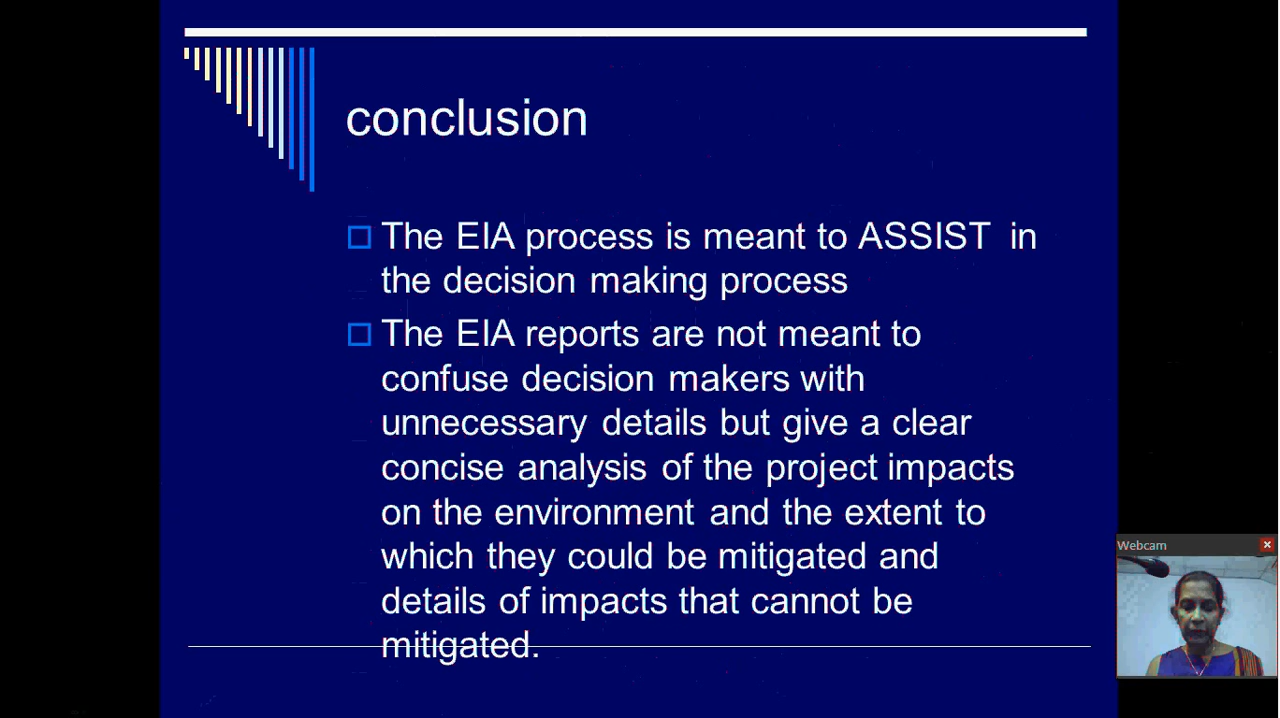 conclusion
The EIA process is meant to ASSIST in
the decision making process
The EIA reports are not meant to
confuse decision makers with
unnecessary details but give a clear
concise analysis of the project impacts
on the environment and the extent to
which they could be mitigated and
details of impacts that cannot be
mitigated.
Webcam